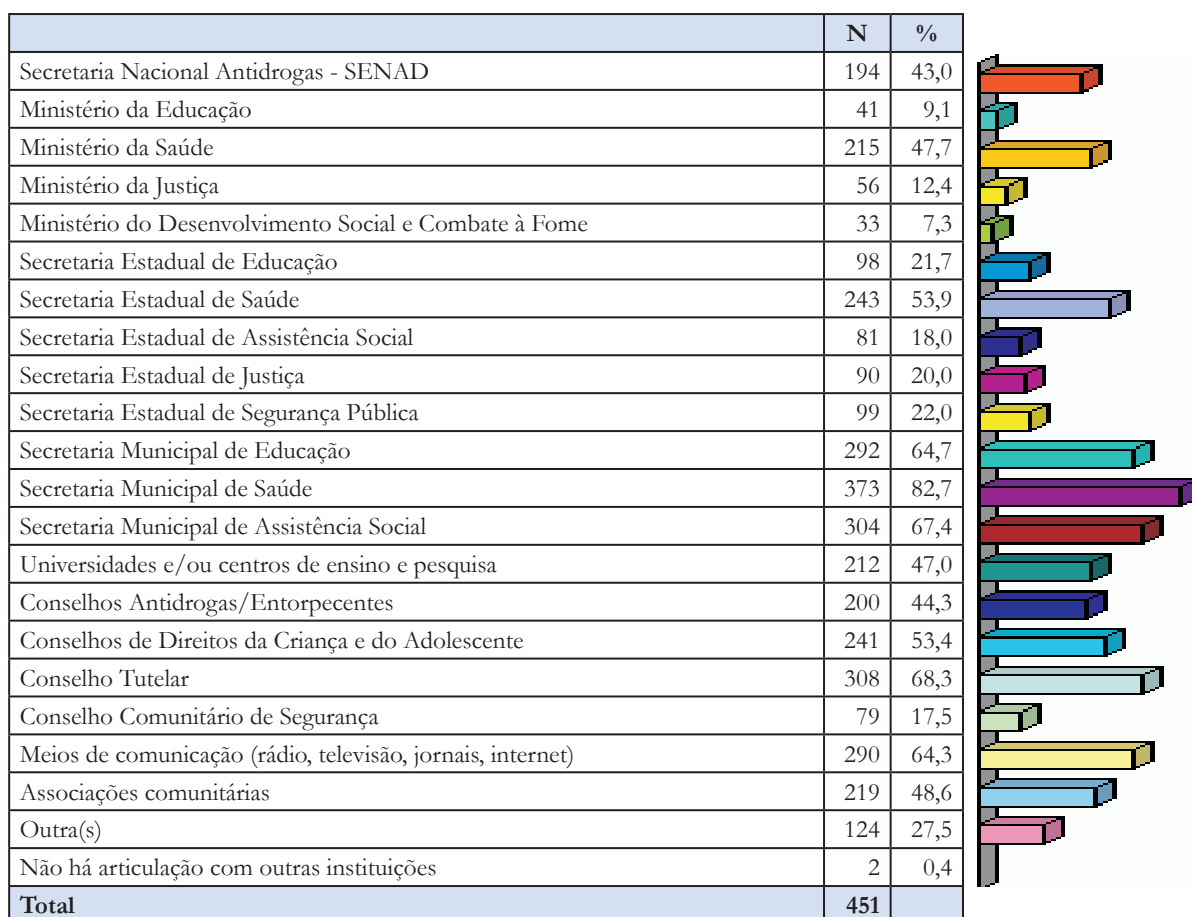 N %
Secretaria Nacional Antidrogas - SENAD 194 43,0
Ministério da Educação 41 9,1
Ministério da Saúde 215 47,7
Ministério da Justiça 56 12,4
Ministério do Desenvolvimento Social e Combate à Fome 33 7,3
Secretaria Estadual de Educação 98 21,7
Secretaria Estadual de Saúde 243 53,9
Secretaria Estadual de Assistência Social 81 18,0
Secretaria Estadual de Justiça 90 20,0
Secretaria Estadual de Segurança Pública 99 22,0
Secretaria Municipal de Educação 292 64,7
Secretaria Municipal de Saúde 373 82,7
Secretaria Municipal de Assistência Social 304 67,4
Universidades e/ou centros de ensino e pesquisa 212 47,0
Conselhos Antidrogas/Entorpecentes 200 44,3
Conselhos de Direitos da Criança e do Adolescente 241 53,4
Conselho Tutelar 308 68,3
Conselho Comunitário de Segurança 79 17,5
Meios de comunicação (rádio, televisão, jornais, internet) 290 64,3
Associações comunitárias 219 48,6
Outra(s) 124 27,5
Não há articulação com outras instituições 2 0,4
Total 451